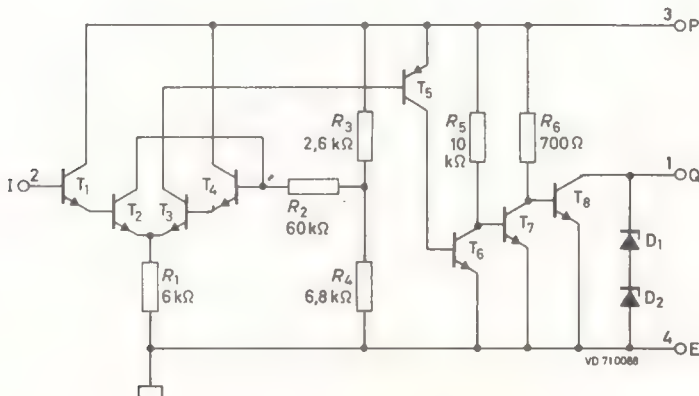 3 P
I 2
T1
T2
T3
T4
T5
T6
T7
T8
R1
6 kΩ
R2
60 kΩ
R3
2,6 kΩ
R4
6,8 kΩ
R5
10
kΩ
R6
700 Ω
1
Q
D1
D2
4
E
VD 710088